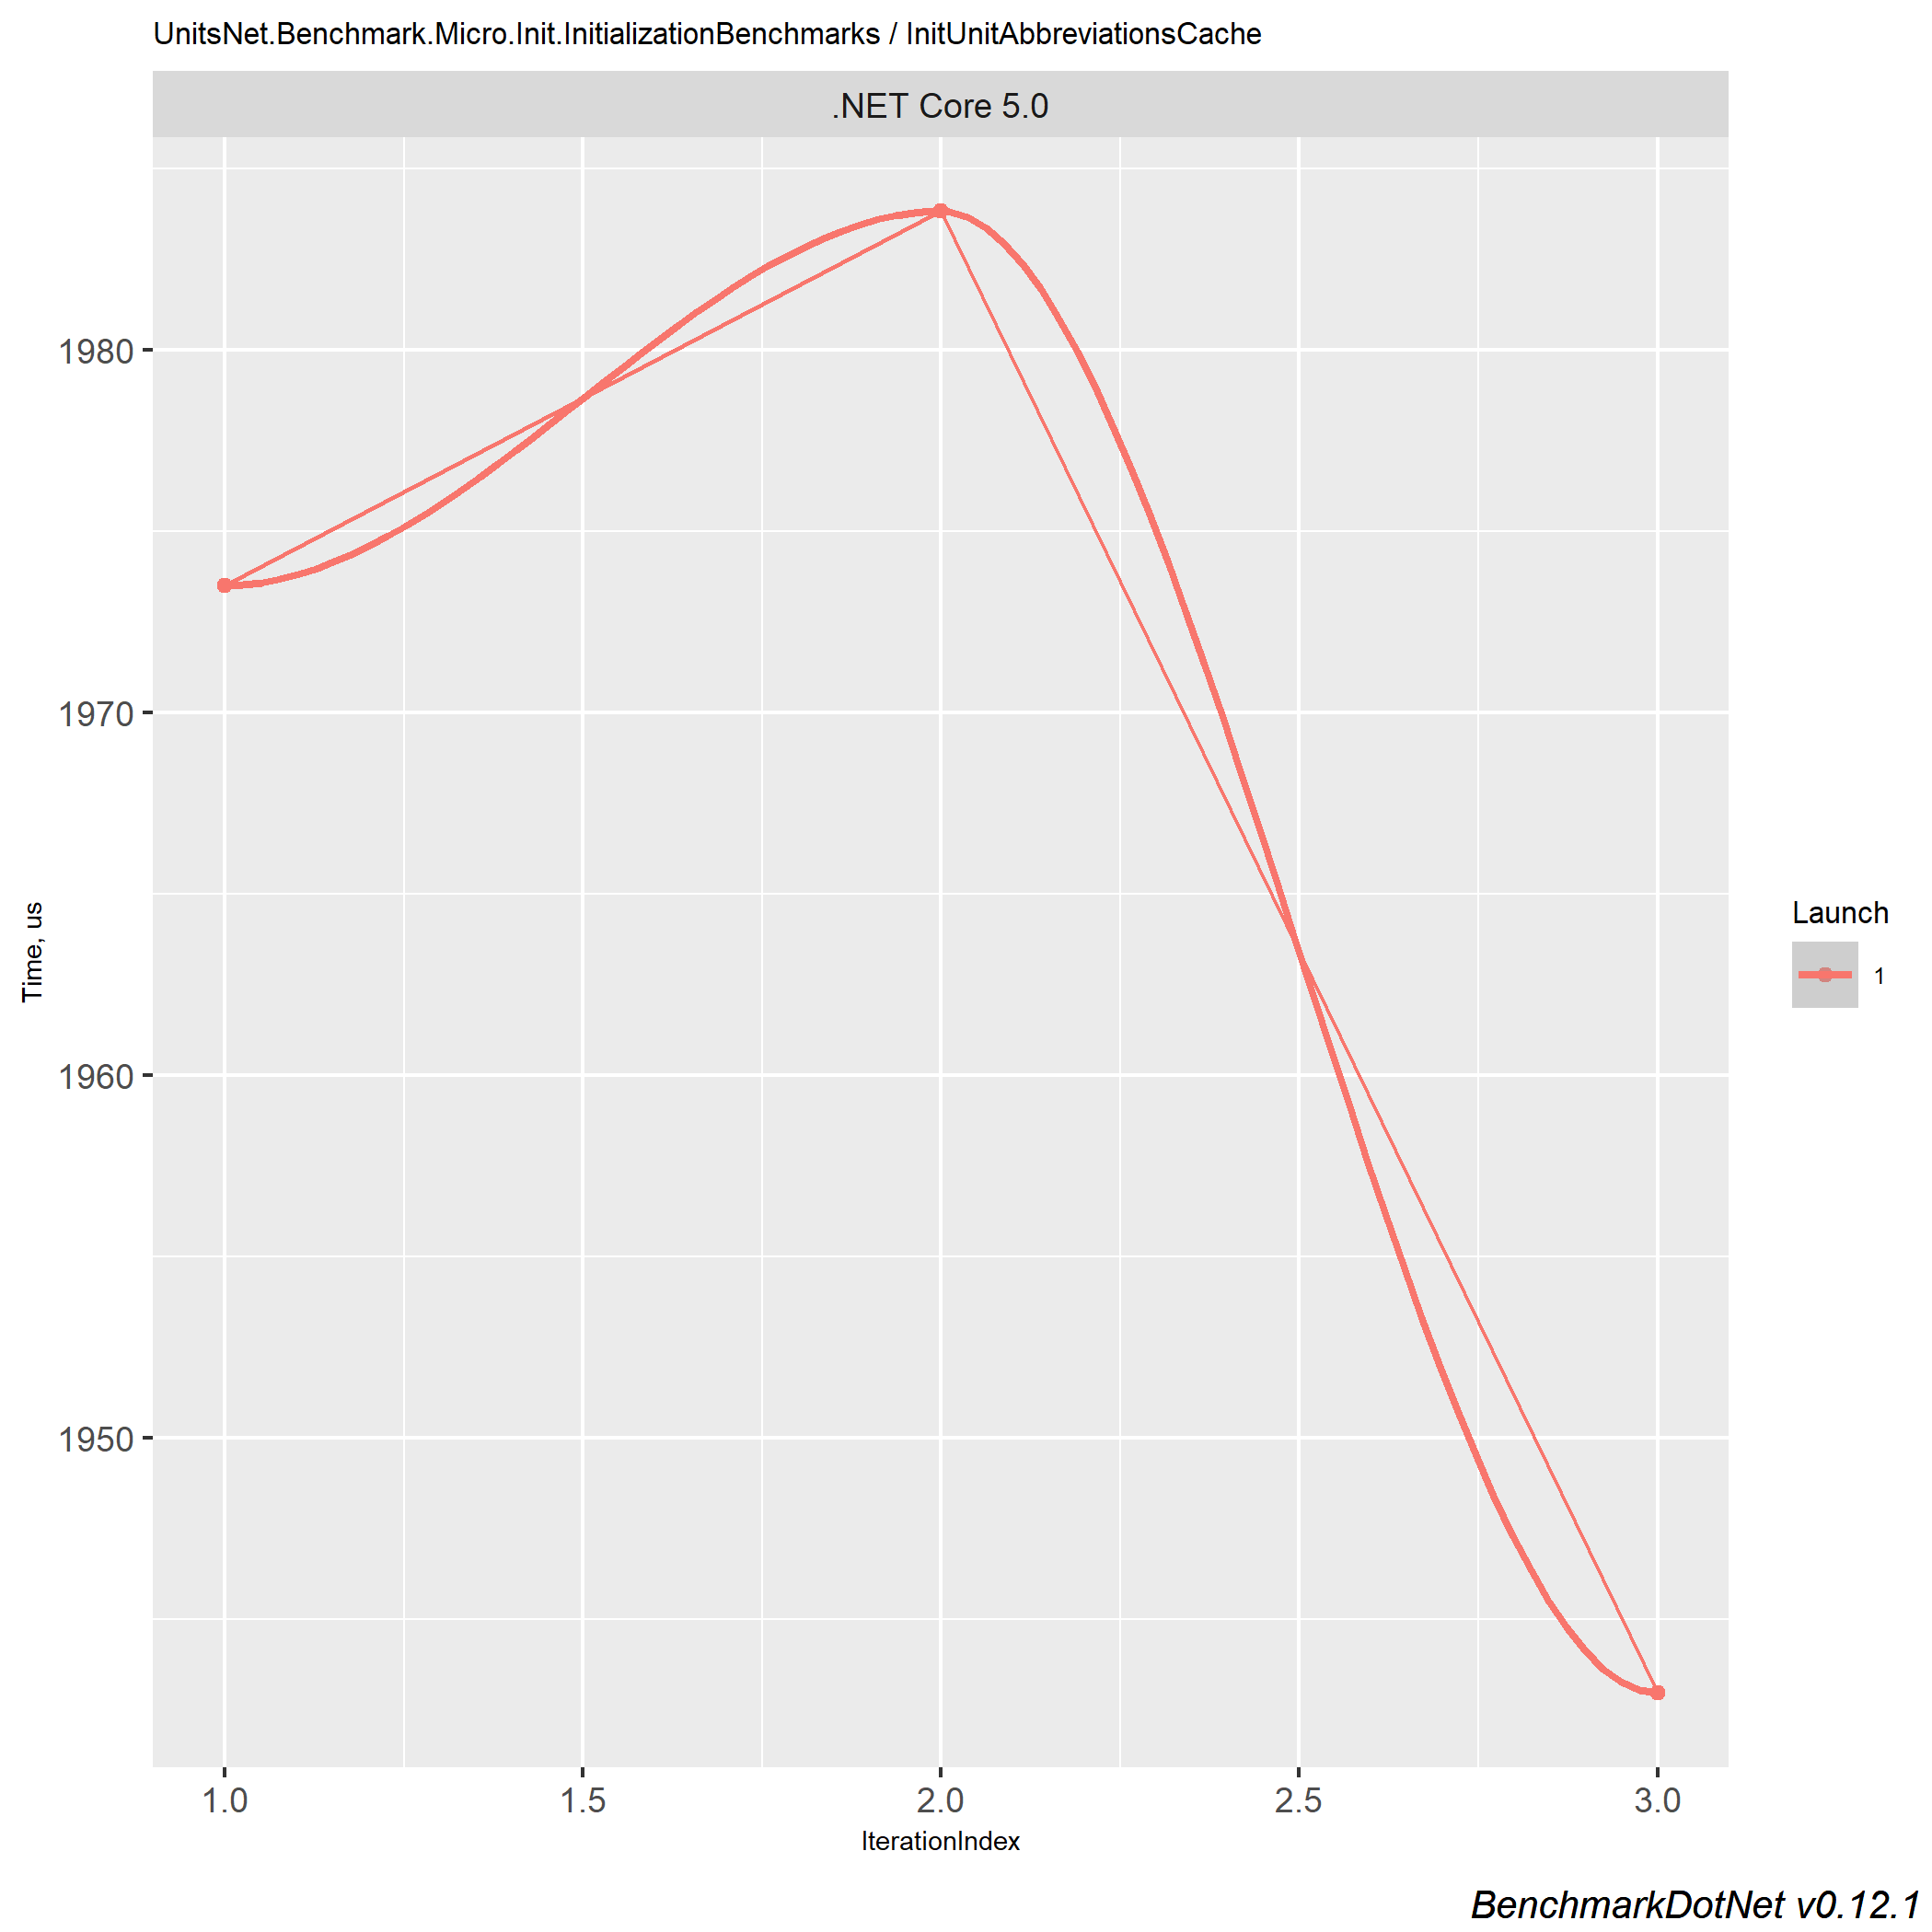 UnitsNet.Benchmark.Micro.Init.InitializationBenchmarks / InitUnitAbbreviationsCache
.NET Core 5.0
1980
1970
1960
1950
Time, us
1.0 1.5 2.0 2.5 3.0
IterationIndex
Launch
1
BenchmarkDotNet v0.12.1